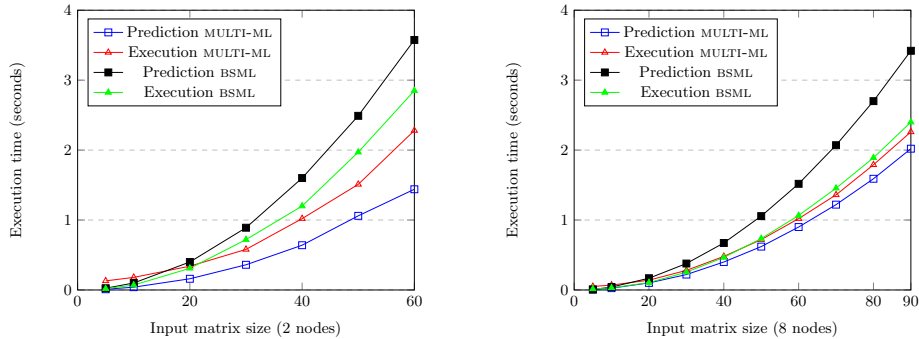 4
3
2
1
0
0
20
40
60
Execution time (seconds)
Input matrix size (2 nodes)
Prediction MULTI-ML
Execution MULTI-ML
Prediction BSML
Execution BSML
4
3
2
1
0
0
20
40
60
80
90
Execution time (seconds)
Input matrix size (8 nodes)
Prediction MULTI-ML
Execution MULTI-ML
Prediction BSML
Execution BSML